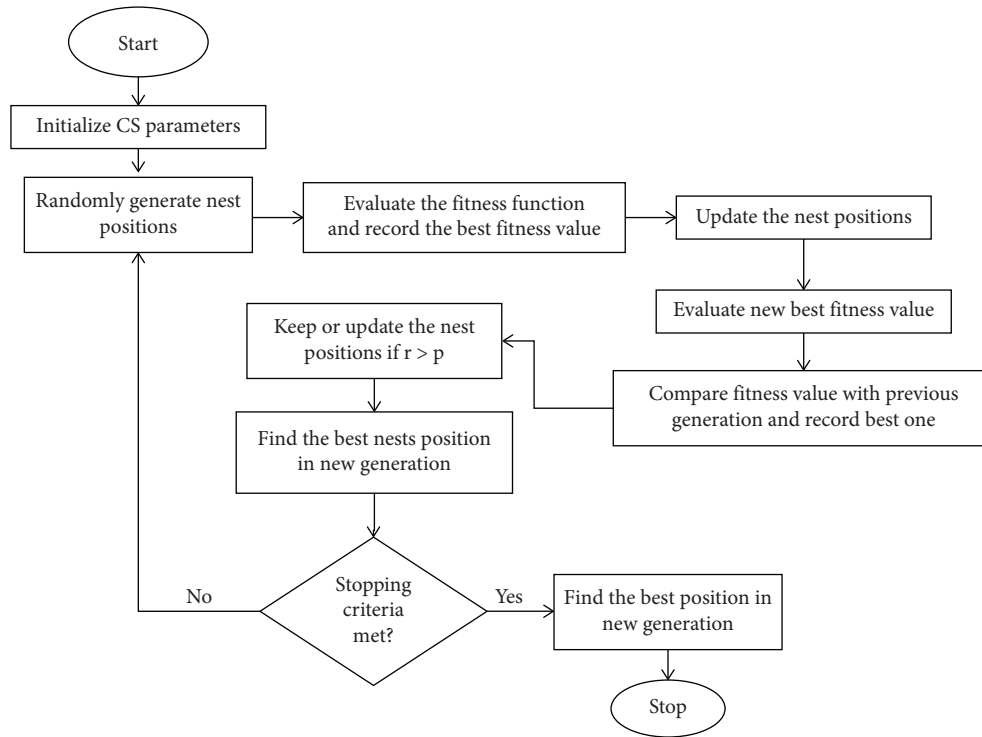 Start
Initialize CS parameters
Randomly generate nest
positions
Evaluate the fitness function
and record the best fitness value
Update the nest positions
Evaluate new best fitness value
Compare fitness value with previous
generation and record best one
Keep or update the nest
positions if r > p
Find the best nests position
in new generation
Stopping
criteria
met?
No
Yes
Find the best position in
new generation
Stop